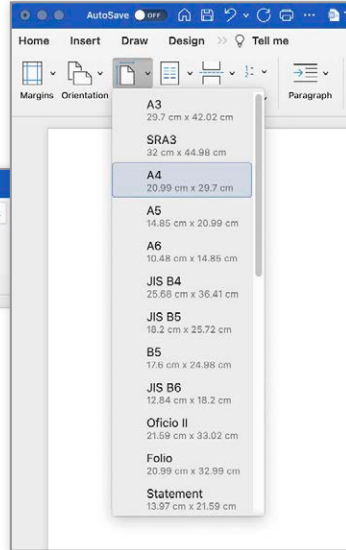 AutoSave OFF
Home Insert Draw Design Tell me
Margins Orientation Paragraph
A3
29.7 cm x 42.02 cm
SRA3
32 cm x 44.98 cm
A4
20.99 cm x 29.7 cm
A5
14.85 cm x 20.99 cm
A6
10.48 cm x 14.85 cm
JIS B4
25.68 cm x 36.41 cm
JIS B5
18.2 cm x 25.72 cm
B5
17.6 cm x 24.98 cm
JIS B6
12.84 cm x 18.2 cm
Oficio II
21.59 cm x 33.02 cm
Folio
20.99 cm x 32.99 cm
Statement
13.97 cm x 21.59 cm